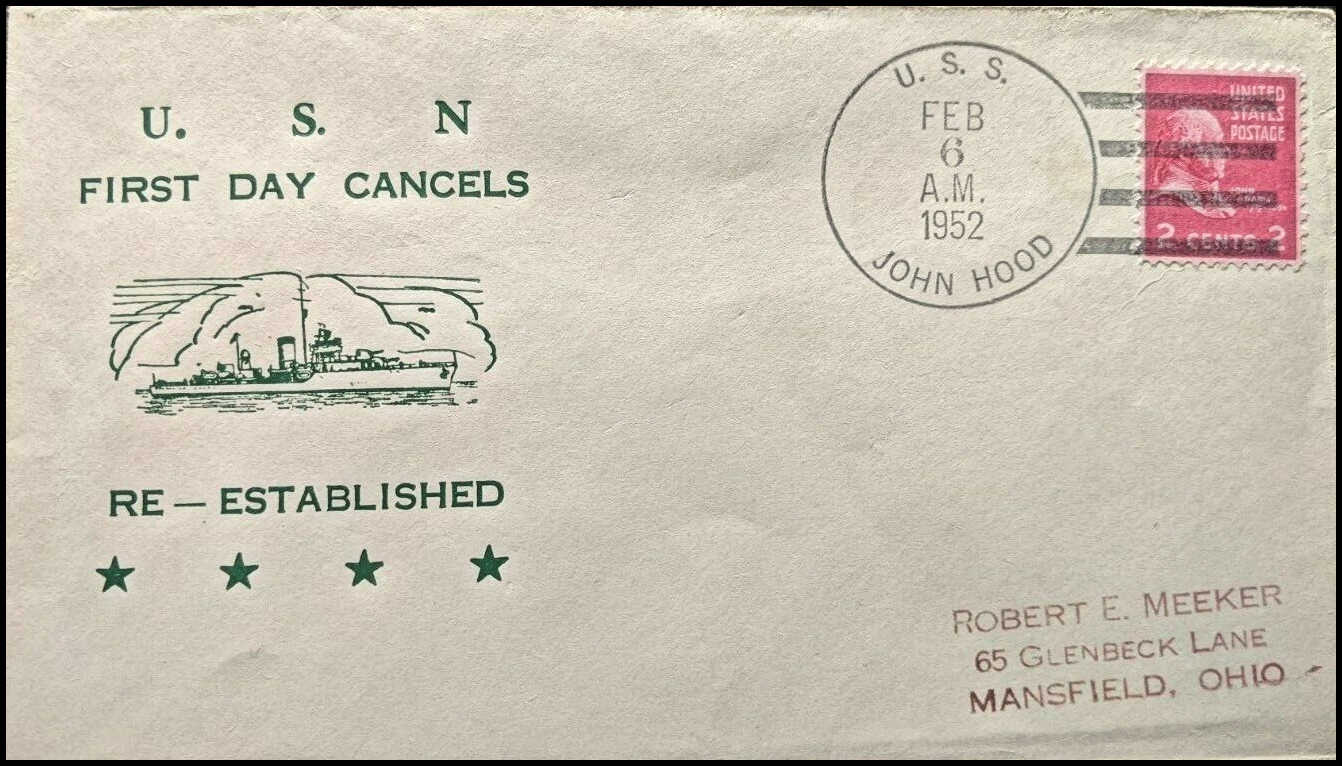 U. S. N
FIRST DAY CANCELS
RE — ESTABLISHED
U. S. S.
FEB
6
A.M.
1952
JOHN HOOD
UNITED
STATES
POSTAGE
JOHN
2 CENTS 2
ROBERT E. MEEKER
65 GLENBECK LANE
MANSFIELD, OHIO